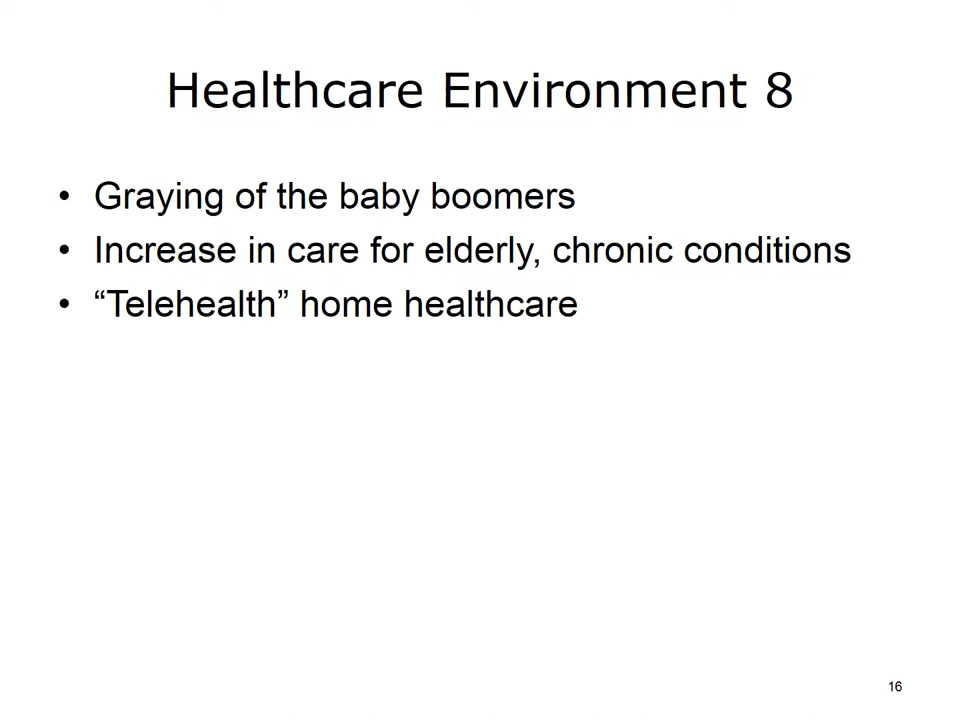 Healthcare Environment 8
• Graying of the baby boomers
• Increase in care for elderly, chronic conditions
• “Telehealth” home healthcare
16